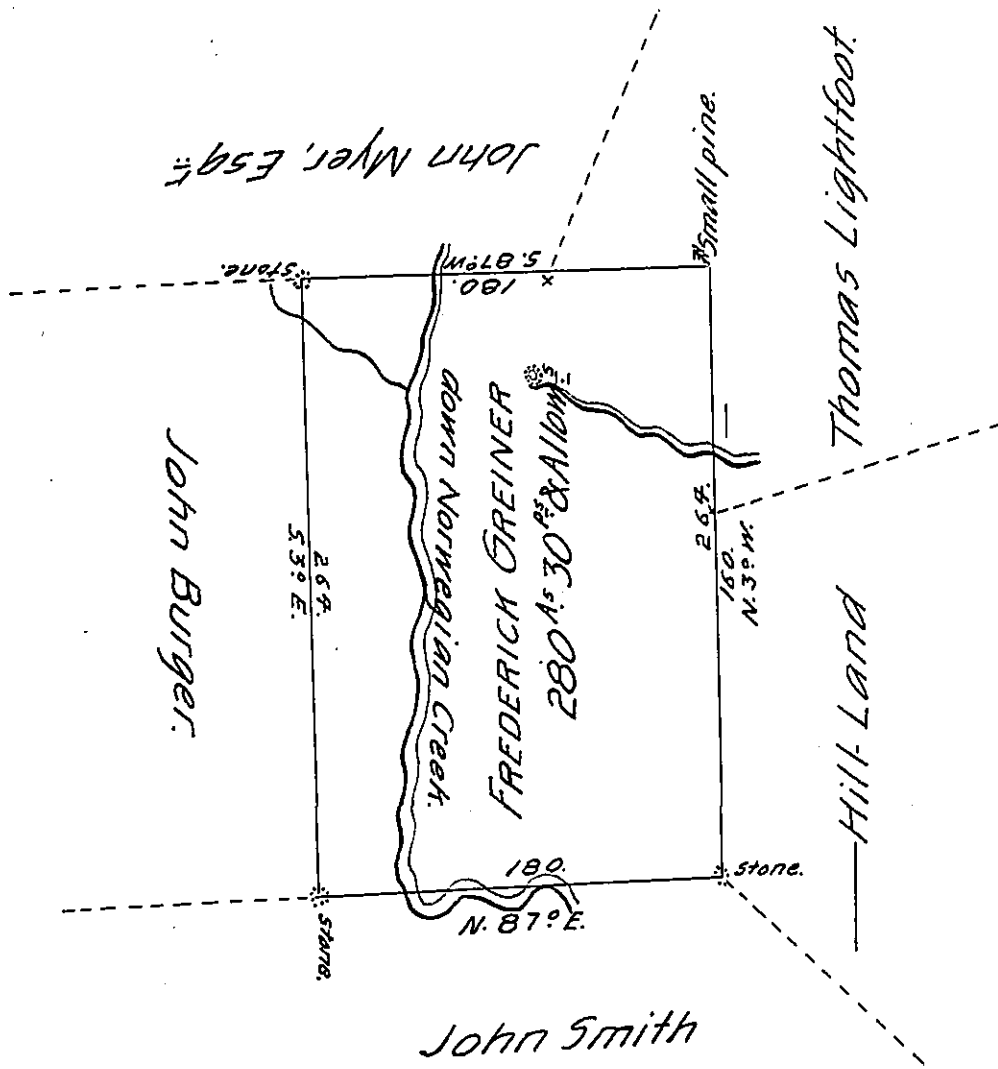 John Myer, Esqr.
Thomas Lightfoot.
Small pine.
stone.
S. 87° W
180.
down Norwegian Creek.
FREDERICK GREINER
280 As. 30 Ps. & Allow
264.
160.
N. 3° W.
264.
S 3° E.
John Burger.
Hill-Land
180.
N. 87° E.
stone.
stone.
John Smith